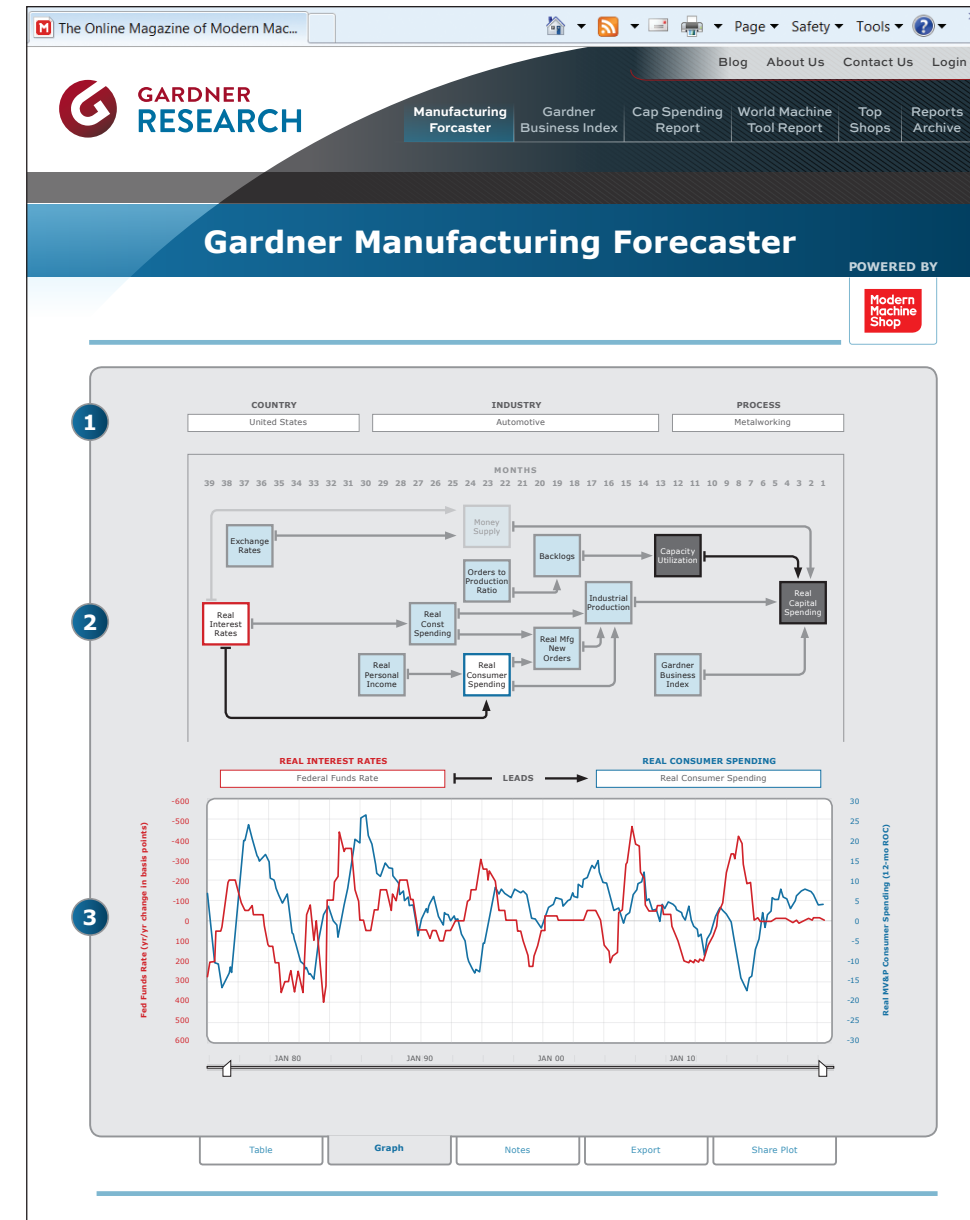 The Online Magazine of Modern Mac...
Page Safety Tools ?
Blog About Us Contact Us Login
GARDNER
RESEARCH
Manufacturing
Forcaster
Gardner
Business Index
Cap Spending
Report
World Machine
Tool Report
Top
Shops
Reports
Archive
Gardner Manufacturing Forecaster
POWERED BY
Modern
Machine
Shop
1
COUNTRY INDUSTRY PROCESS
United States Automotive Metalworking
MONTHS
39 38 37 36 35 34 33 32 31 30 29 28 27 26 25 24 23 22 21 20 19 18 17 16 15 14 13 12 11 10 9 8 7 6 5 4 3 2 1
2
Exchange
Rates
Money
Supply
Backlogs
Capacity
Utilization
Orders to
Production
Ratio
Industrial
Production
Real
Capital
Spending
Real
Interest
Rates
Real
Const
Spending
Real Mfg
New
Orders
Real
Personal
Income
Real
Consumer
Spending
Gardner
Business
Index
REAL INTEREST RATES REAL CONSUMER SPENDING
Federal Funds Rate LEADS Real Consumer Spending
3
Fed Funds Rate (yr/yr change in basis points)
-600
-500
-400
-300
-200
-100
0
100
200
300
400
500
600
30
25
20
15
10
5
0
-5
-10
-15
-20
-25
-30
Real MV&P Consumer Spending (12-mo ROC)
JAN 80 JAN 90 JAN 00 JAN 10
Table Graph Notes Export Share Plot